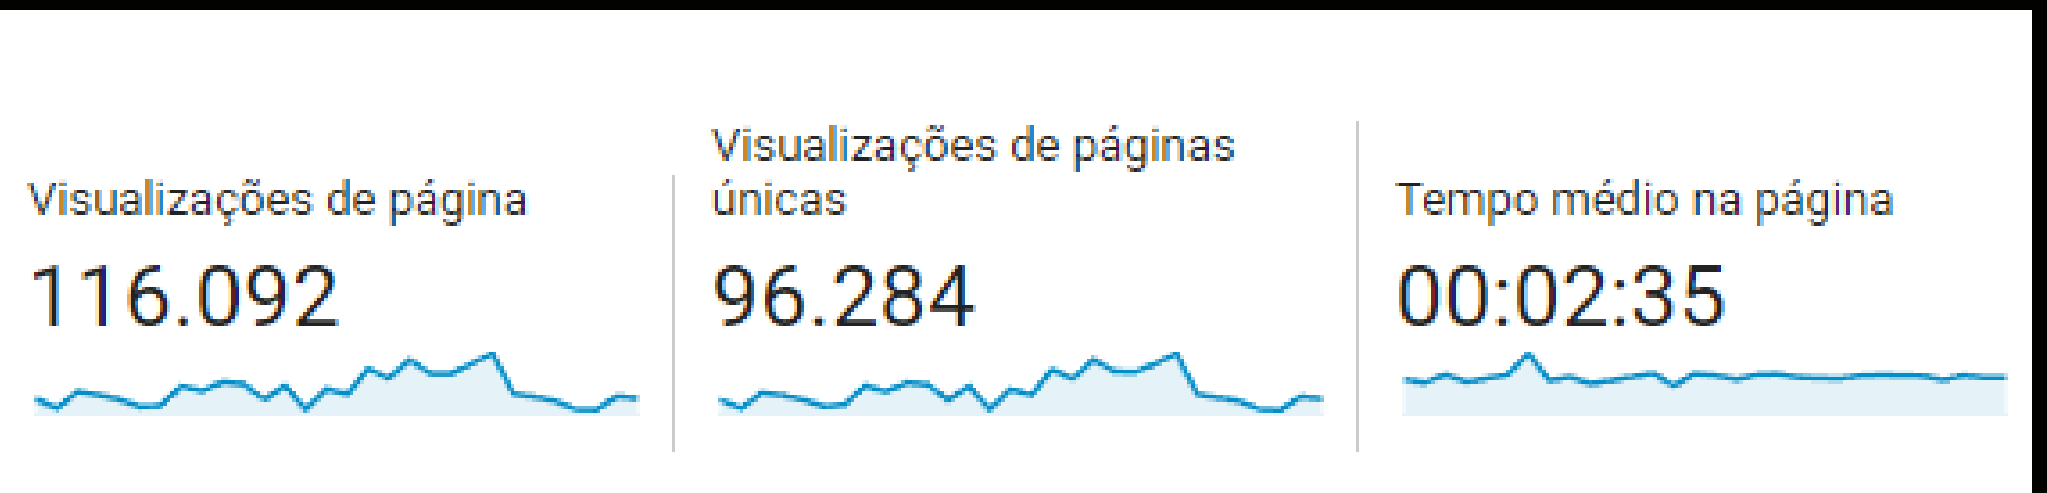 Visualizações de página
116.092
Visualizações de páginas
únicas
96.284
Tempo médio na página
00:02:35